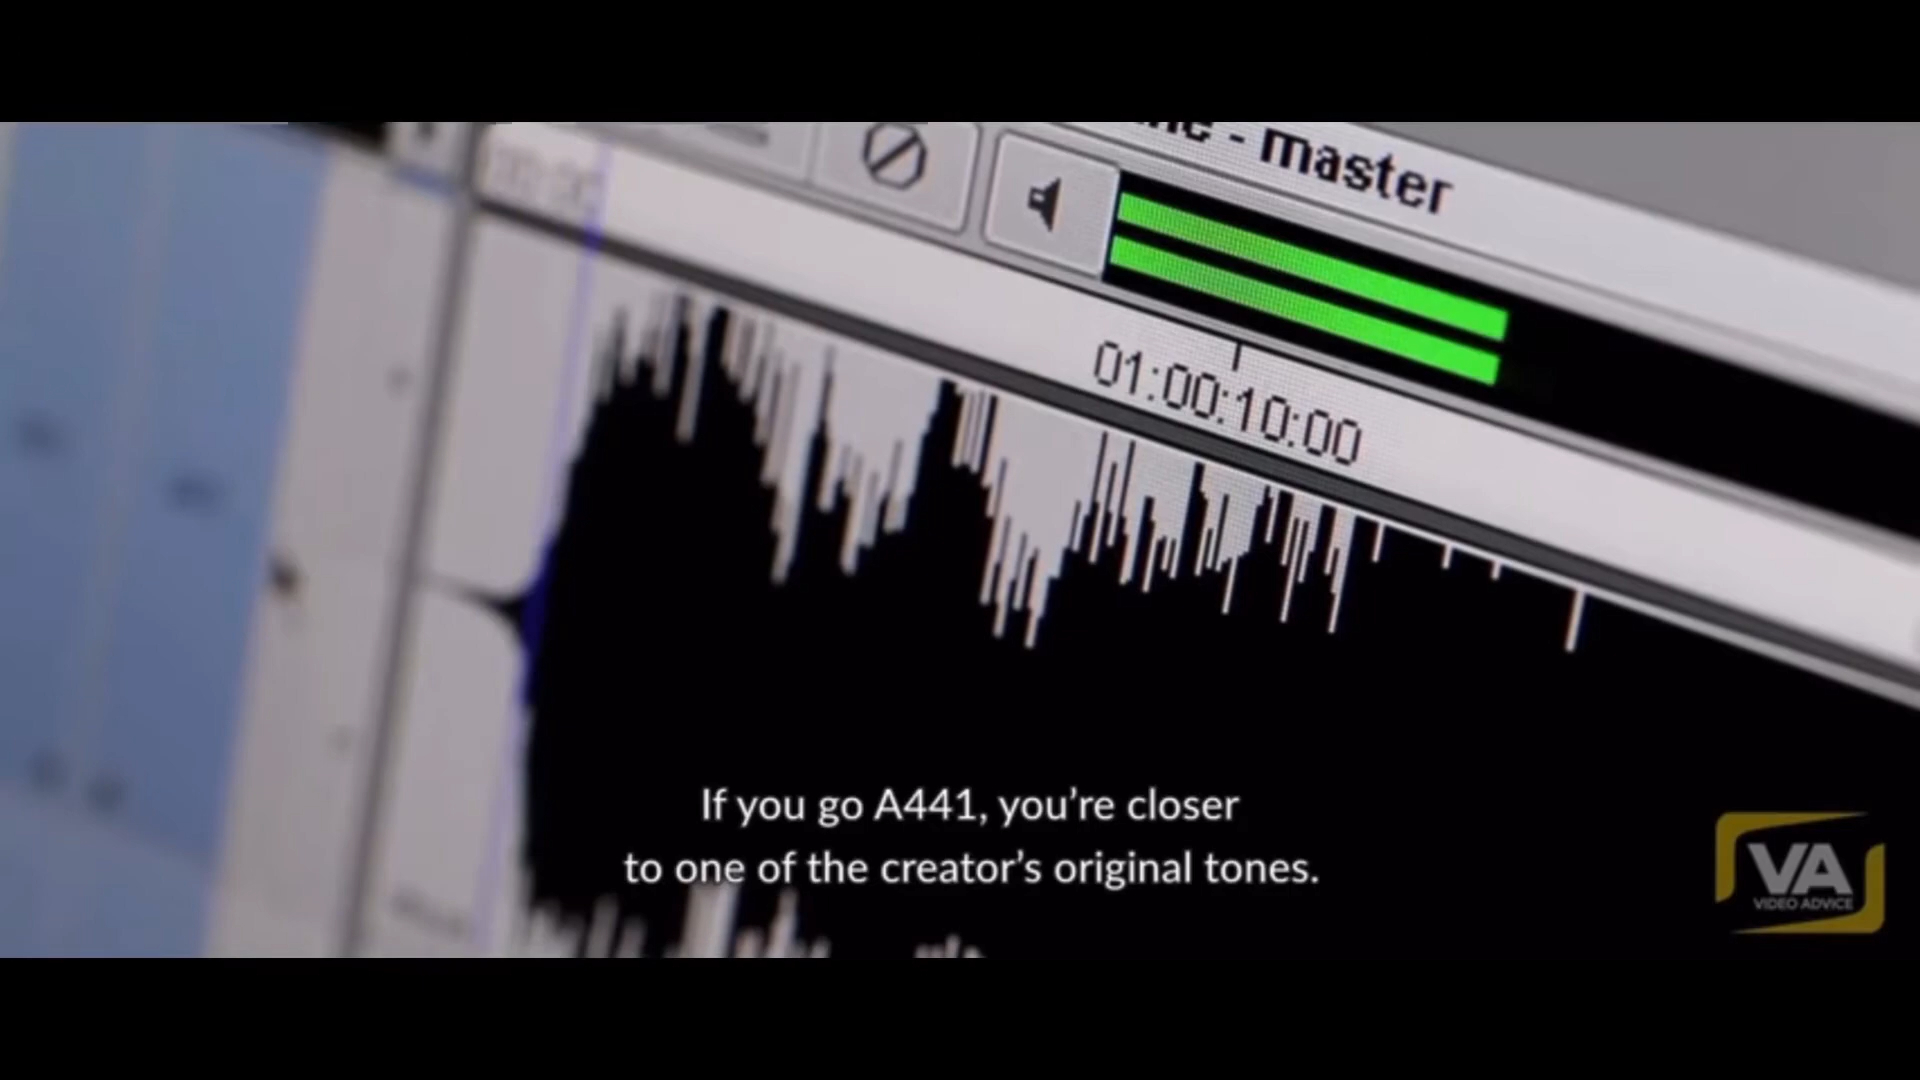 - master
01:00:10:00
If you go A441, you’re closer
to one of the creator’s original tones.
VA
VIDEO ADVICE